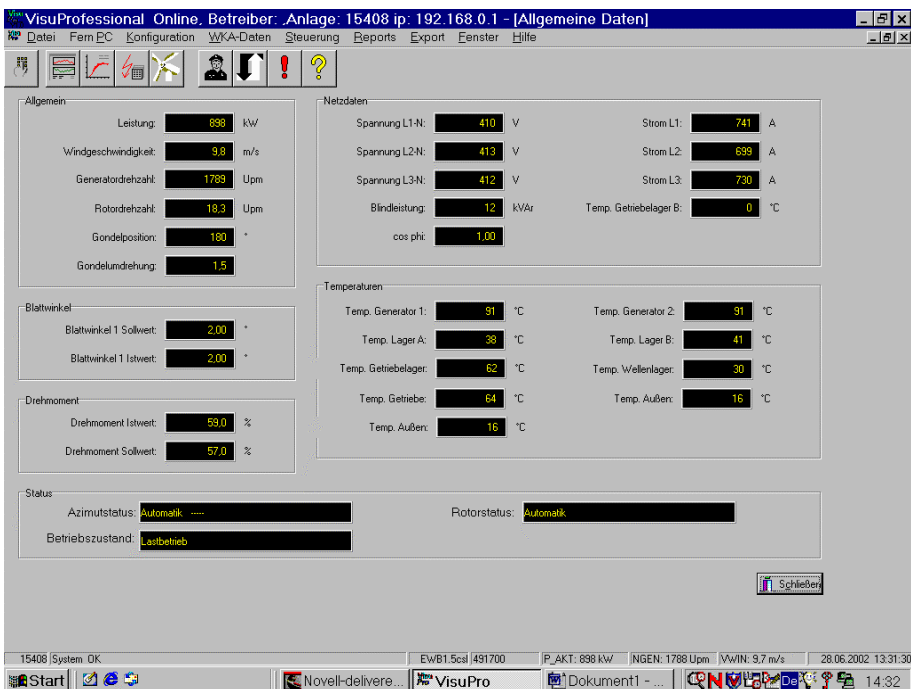 VisuProfessional Online, Betreiber: ,Anlage: 15408 ip: 192.168.0.1 - [Allgemeine Daten]
Datei Fern PC Konfiguration WKA-Daten Steuerung Reports Export Fenster Hilfe
Allgemein
Leistung: 898 kW
Windgeschwindigkeit: 9,8 m/s
Generatordrehzahl: 1789 Upm
Rotordrehzahl: 18,3 Upm
Gondelposition: 180 °
Gondelumdrehung: 1,5
Netzdaten
Spannung L1-N: 410 V Strom L1: 741 A
Spannung L2-N: 413 V Strom L2: 699 A
Spannung L3-N: 412 V Strom L3: 730 A
Blindleistung: 12 kVAr Temp. Getriebelager B: 0 °C
cos phi: 1,00
Blattwinkel
Blattwinkel 1 Sollwert: 2,00 °
Blattwinkel 1 Istwert: 2,00 °
Drehmoment
Drehmoment Istwert: 59,0 %
Drehmoment Sollwert: 57,0 %
Temperaturen
Temp. Generator 1: 91 °C Temp. Generator 2: 91 °C
Temp. Lager A: 38 °C Temp. Lager B: 41 °C
Temp. Getriebelager: 62 °C Temp. Wellenlager: 30 °C
Temp. Getriebe: 64 °C Temp. Außen: 16 °C
Temp. Außen: 16 °C
Status
Azimutstatus: Automatik ----- Rotorstatus: Automatik
Betriebszustand: Lastbetrieb
Schließen
15408 System OK EWB1.5csl 491700 P_AKT: 898 kW NGEN: 1788 Upm VWIN: 9,7 m/s 28.06.2002 13:31:30
Start Novell-delivere... VisuPro Dokument1 - ... De 14:32